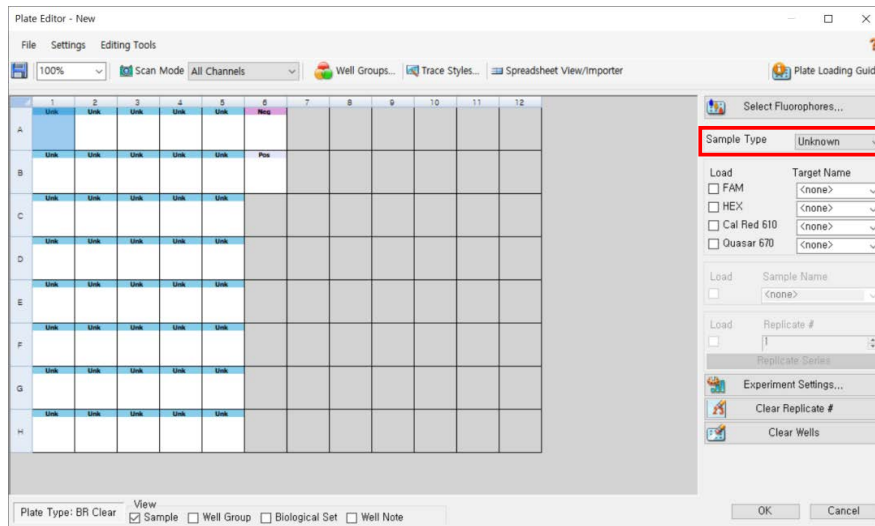 Plate Editor - New
File Settings Editing Tools
100% Scan Mode All Channels Well Groups... Trace Styles... Spreadsheet View/Importer Plate Loading Guid
1 2 3 4 5 6 7 8 9 10 11 12
A Unk Unk Unk Unk Unk Neg
B Unk Unk Unk Unk Unk Pos
C Unk Unk Unk Unk Unk
D Unk Unk Unk Unk Unk
E Unk Unk Unk Unk Unk
F Unk Unk Unk Unk Unk
G Unk Unk Unk Unk Unk
H Unk Unk Unk Unk Unk
Select Fluorophores...
Sample Type Unknown
Load Target Name
FAM <none>
HEX <none>
Cal Red 610 <none>
Quasar 670 <none>
Load Sample Name
<none>
Load Replicate #
1
Replicate Series
Experiment Settings...
Clear Replicate #
Clear Wells
Plate Type: BR Clear View
Sample Well Group Biological Set Well Note
OK Cancel